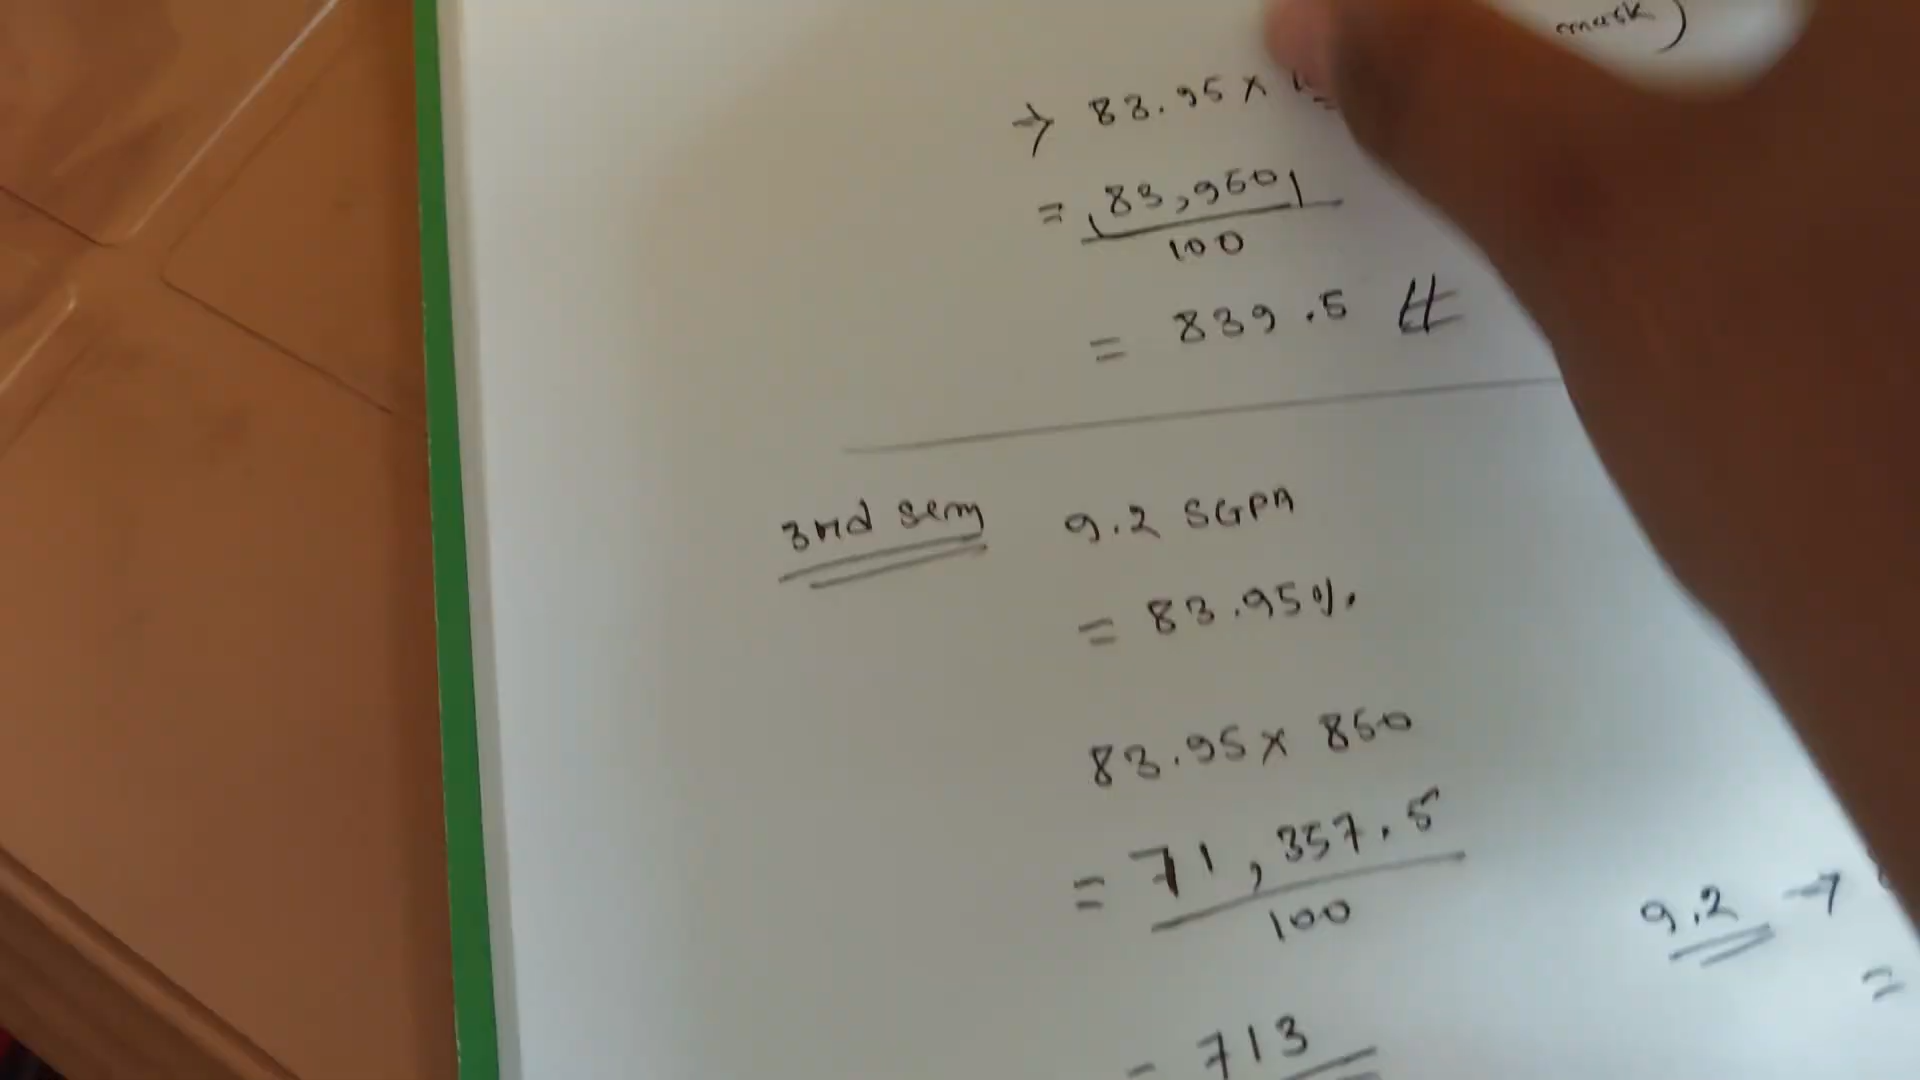 mark)
→ 83.95 ×
= 83,950
100
= 839.5 //
3rd sem 9.2 SGPA
= 83.95%.
83.95 × 850
= 71,357.5
100
9.2 →
=
= 713